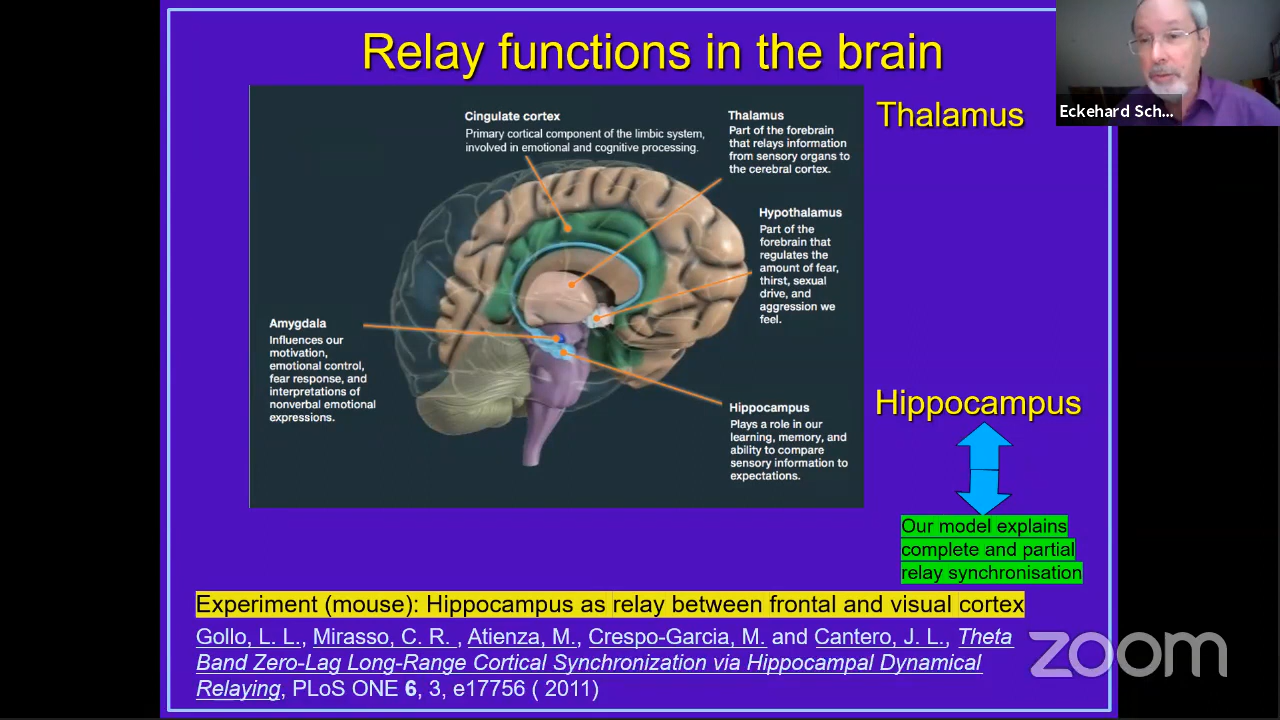 Relay functions in the brain
Eckehard Sch...
Thalamus
Cingulate cortex
Primary cortical component of the limbic system,
involved in emotional and cognitive processing.
Thalamus
Part of the forebrain
that relays information
from sensory organs to
the cerebral cortex.
Hypothalamus
Part of the
forebrain that
regulates the
amount of fear,
thirst, sexual
drive, and
aggression we
feel.
Amygdala
Influences our
motivation,
emotional control,
fear response, and
interpretations of
nonverbal emotional
expressions.
Hippocampus
Plays a role in our
learning, memory, and
ability to compare
sensory information to
expectations.
Hippocampus
Our model explains
complete and partial
relay synchronisation
Experiment (mouse): Hippocampus as relay between frontal and visual cortex
Gollo, L. L., Mirasso, C. R. , Atienza, M., Crespo-Garcia, M. and Cantero, J. L., Theta
Band Zero-Lag Long-Range Cortical Synchronization via Hippocampal Dynamical
Relaying, PLoS ONE 6, 3, e17756 ( 2011)
zoom